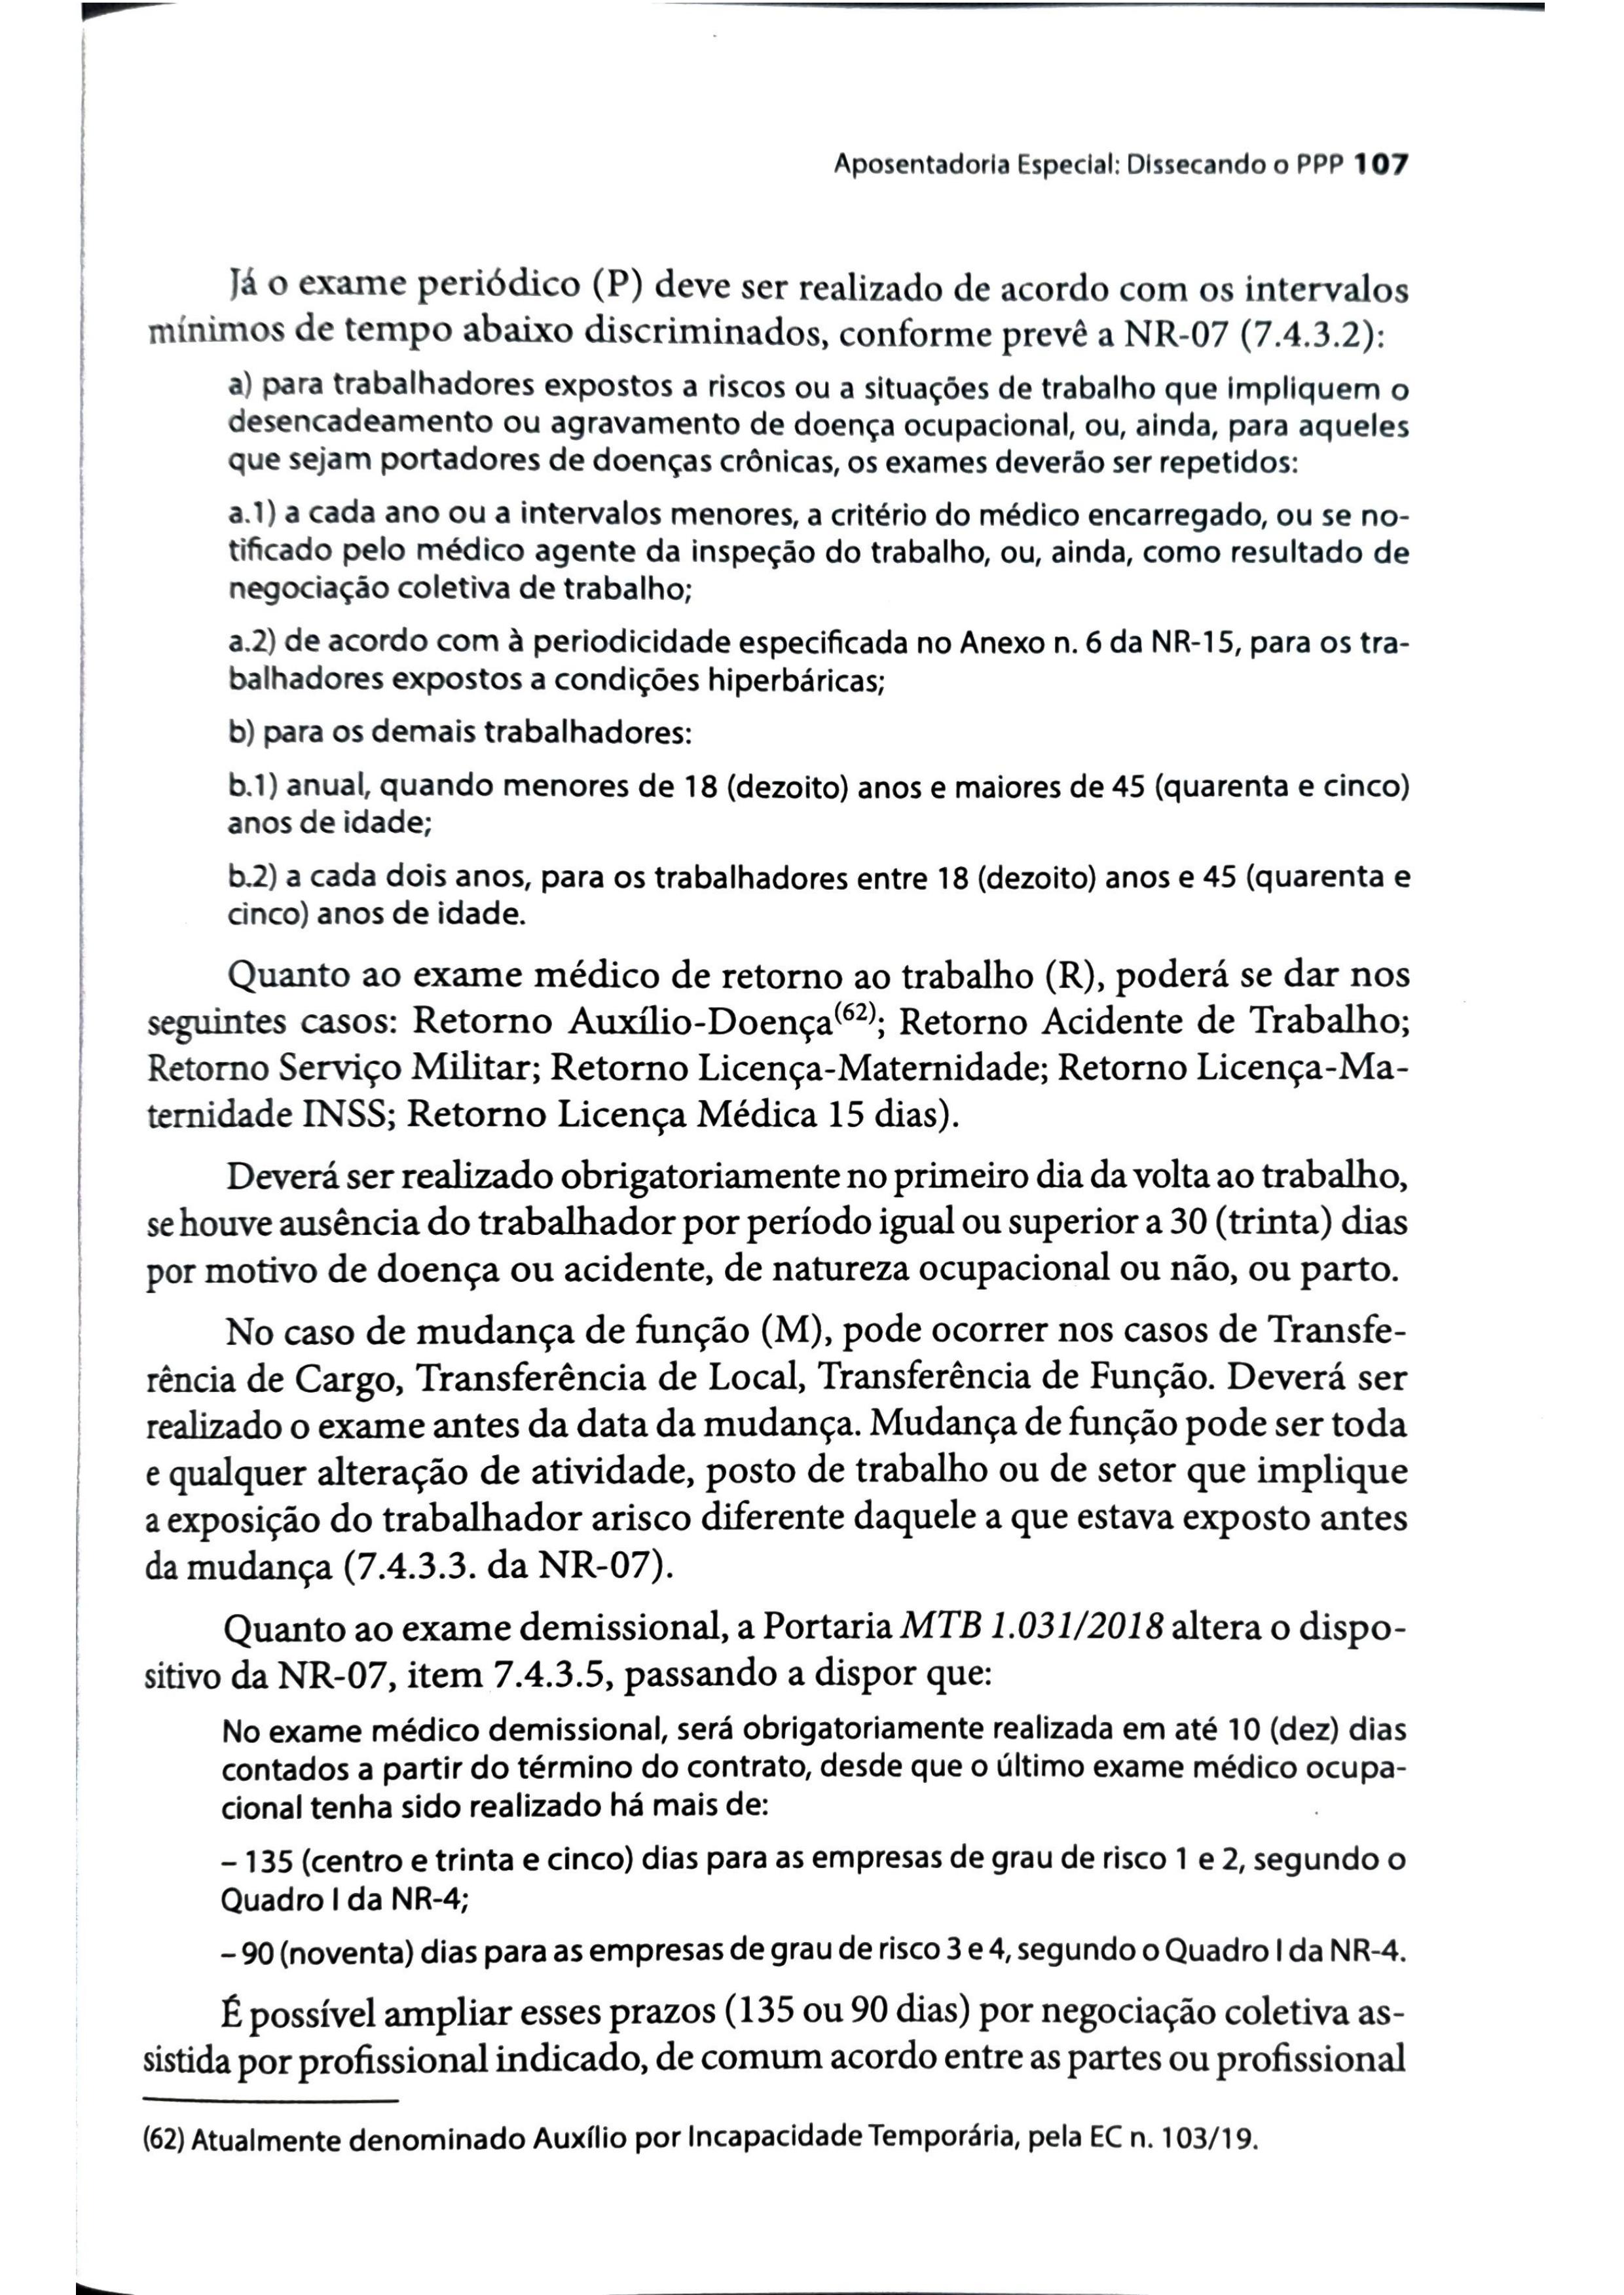 Aposentadoria Especial: Dissecando o PPP 107
Já o exame periódico (P) deve ser realizado de acordo com os intervalos
mínimos de tempo abaixo discriminados, conforme prevê a NR-07 (7.4.3.2):
a) para trabalhadores expostos a riscos ou a situações de trabalho que impliquem o
desencadeamento ou agravamento de doença ocupacional, ou, ainda, para aqueles
que sejam portadores de doenças crônicas, os exames deverão ser repetidos:
a.1) a cada ano ou a intervalos menores, a critério do médico encarregado, ou se no-
tificado pelo médico agente da inspeção do trabalho, ou, ainda, como resultado de
negociação coletiva de trabalho;
a.2) de acordo com à periodicidade especificada no Anexo n. 6 da NR-15, para os tra-
balhadores expostos a condições hiperbáricas;
b) para os demais trabalhadores:
b.1) anual, quando menores de 18 (dezoito) anos e maiores de 45 (quarenta e cinco)
anos de idade;
b.2) a cada dois anos, para os trabalhadores entre 18 (dezoito) anos e 45 (quarenta e
cinco) anos de idade.
Quanto ao exame médico de retorno ao trabalho (R), poderá se dar nos
seguintes casos: Retorno Auxílio-Doença(62); Retorno Acidente de Trabalho;
Retorno Serviço Militar; Retorno Licença-Maternidade; Retorno Licença-Ma-
ternidade INSS; Retorno Licença Médica 15 dias).
Deverá ser realizado obrigatoriamente no primeiro dia da volta ao trabalho,
se houve ausência do trabalhador por período igual ou superior a 30 (trinta) dias
por motivo de doença ou acidente, de natureza ocupacional ou não, ou parto.
No caso de mudança de função (M), pode ocorrer nos casos de Transfe-
rência de Cargo, Transferência de Local, Transferência de Função. Deverá ser
realizado o exame antes da data da mudança. Mudança de função pode ser toda
e qualquer alteração de atividade, posto de trabalho ou de setor que implique
a exposição do trabalhador arisco diferente daquele a que estava exposto antes
da mudança (7.4.3.3. da NR-07).
Quanto ao exame demissional, a Portaria MTB 1.031/2018 altera o dispo-
sitivo da NR-07, item 7.4.3.5, passando a dispor que:
No exame médico demissional, será obrigatoriamente realizada em até 10 (dez) dias
contados a partir do término do contrato, desde que o último exame médico ocupa-
cional tenha sido realizado há mais de:
– 135 (centro e trinta e cinco) dias para as empresas de grau de risco 1 e 2, segundo o
Quadro I da NR-4;
– 90 (noventa) dias para as empresas de grau de risco 3 e 4, segundo o Quadro I da NR-4.
É possível ampliar esses prazos (135 ou 90 dias) por negociação coletiva as-
sistida por profissional indicado, de comum acordo entre as partes ou profissional
(62) Atualmente denominado Auxílio por Incapacidade Temporária, pela EC n. 103/19.